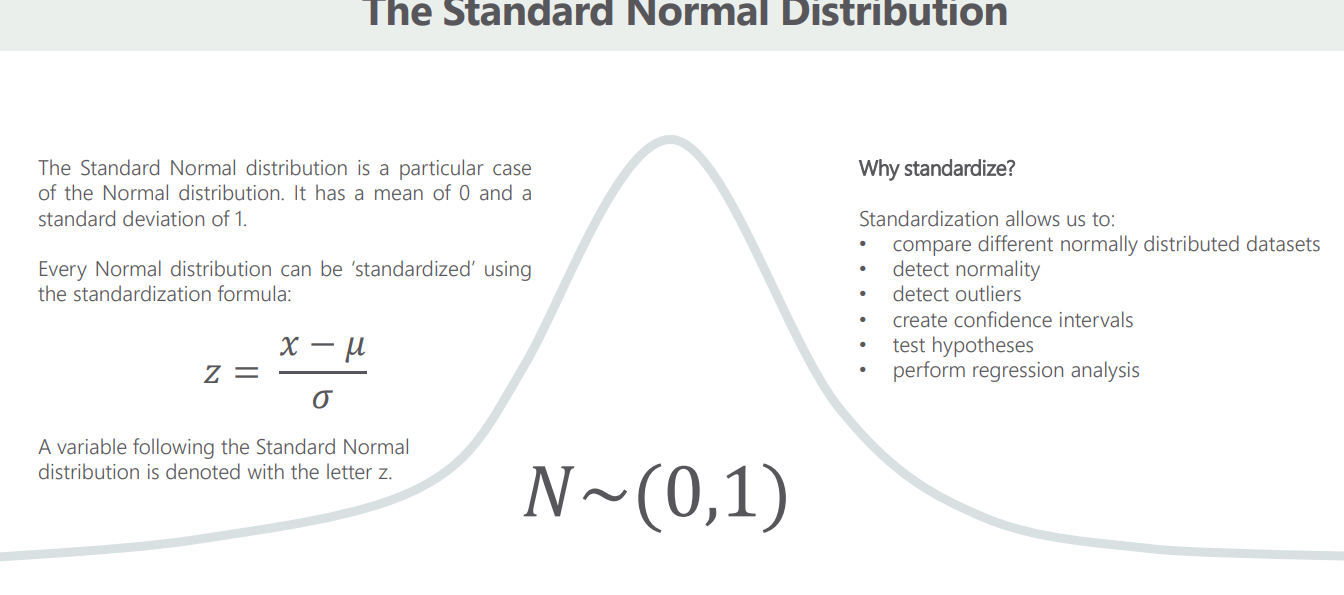 The Standard Normal Distribution
The Standard Normal distribution is a particular case
of the Normal distribution. It has a mean of 0 and a
standard deviation of 1.
Every Normal distribution can be ‘standardized’ using
the standardization formula:
z = \frac{x − μ}{σ}
A variable following the Standard Normal
distribution is denoted with the letter z.
N~(0,1)
Why standardize?
Standardization allows us to:
• compare different normally distributed datasets
• detect normality
• detect outliers
• create confidence intervals
• test hypotheses
• perform regression analysis